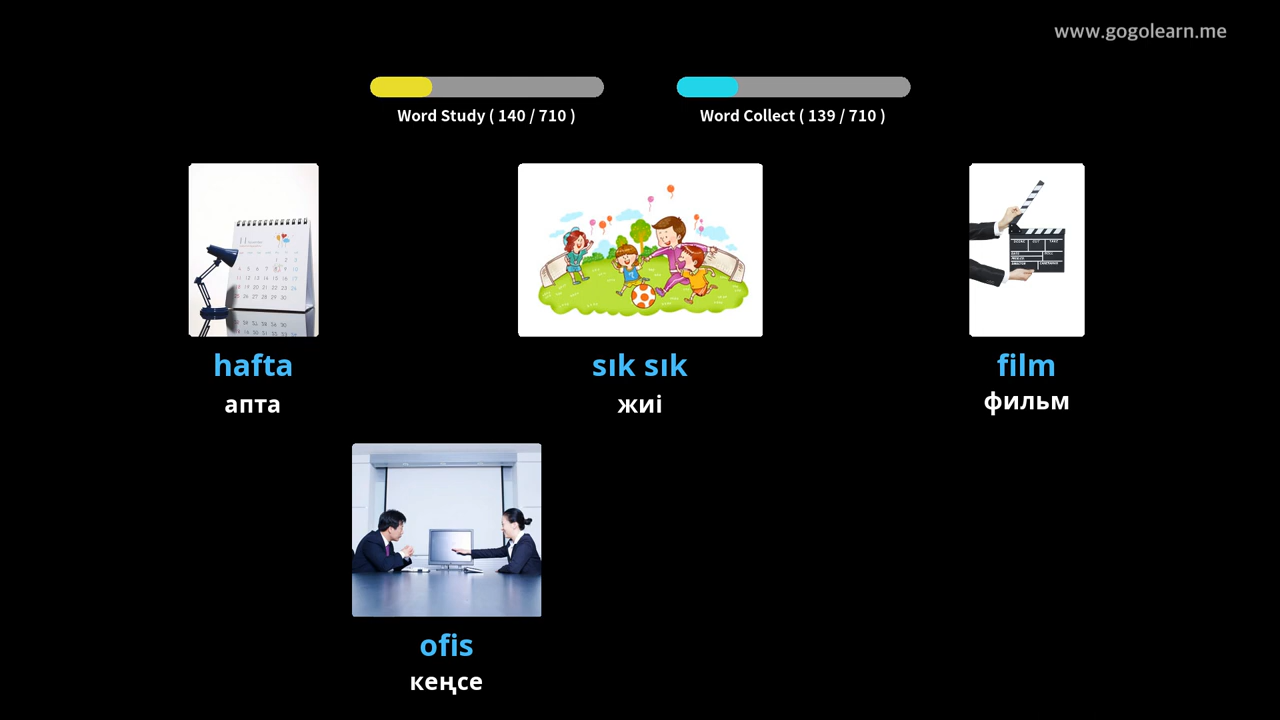 www.gogolearn.me
Word Study ( 140 / 710 )
Word Collect ( 139 / 710 )
hafta
апта
sık sık
жиі
film
фильм
ofis
кеңсе